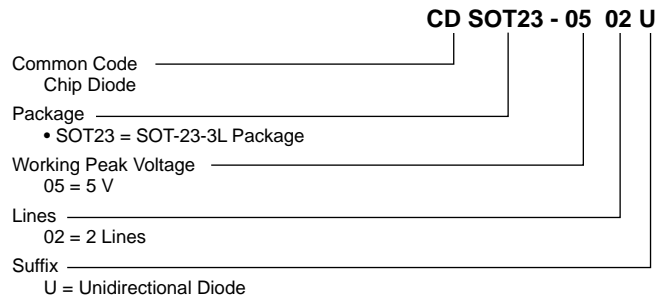 CD SOT23 - 05 02 U
Common Code
Chip Diode
Package
• SOT23 = SOT-23-3L Package
Working Peak Voltage
05 = 5 V
Lines
02 = 2 Lines
Suffix
U = Unidirectional Diode